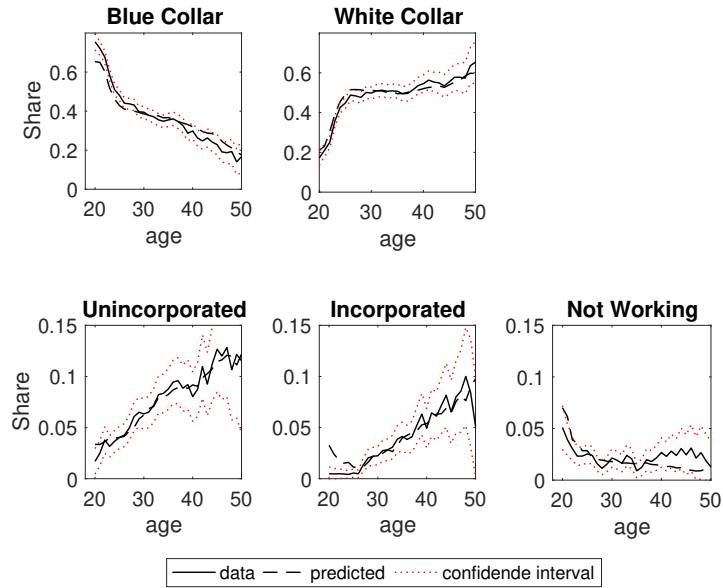 Blue Collar White Collar
0.6 0.6
0.4 0.4
0.2 0.2
0 0
Share
20 30 40 50 20 30 40 50
age age
Unincorporated Incorporated Not Working
0.15 0.15 0.15
0.1 0.1 0.1
0.05 0.05 0.05
0 0 0
Share
20 30 40 50 20 30 40 50 20 30 40 50
age age age
data predicted confidende interval